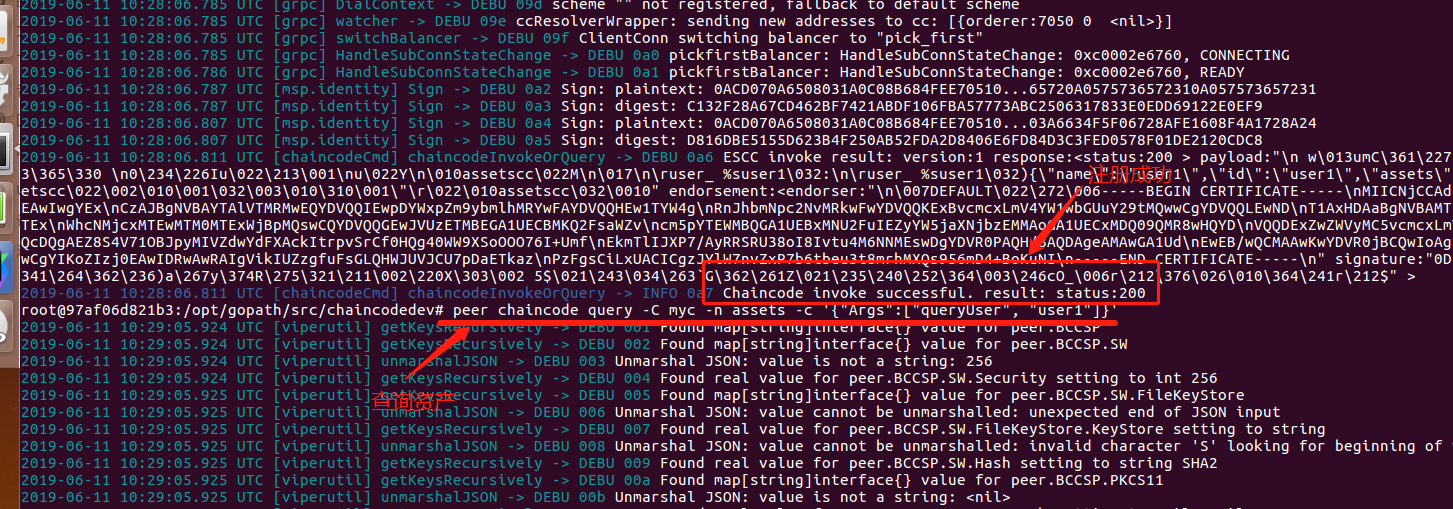 2019-06-11 10:28:06.785 UTC [grpc] DialContext -> DEBU 09d scheme "" not registered, fallback to default scheme
2019-06-11 10:28:06.785 UTC [grpc] watcher -> DEBU 09e ccResolverWrapper: sending new addresses to cc: [{orderer:7050 0  <nil>}]
2019-06-11 10:28:06.785 UTC [grpc] switchBalancer -> DEBU 09f ClientConn switching balancer to "pick_first"
2019-06-11 10:28:06.785 UTC [grpc] HandleSubConnStateChange -> DEBU 0a0 pickfirstBalancer: HandleSubConnStateChange: 0xc0002e6760, CONNECTING
2019-06-11 10:28:06.786 UTC [grpc] HandleSubConnStateChange -> DEBU 0a1 pickfirstBalancer: HandleSubConnStateChange: 0xc0002e6760, READY
2019-06-11 10:28:06.787 UTC [msp.identity] Sign -> DEBU 0a2 Sign: plaintext: 0ACD070A6508031A0C08B684FEE70510...65720A0575736572310A057573657231
2019-06-11 10:28:06.787 UTC [msp.identity] Sign -> DEBU 0a3 Sign: digest: C132F28A67CD462BF7421ABDF106FBA57773ABC2506317833E0EDD69122E0EF9
2019-06-11 10:28:06.807 UTC [msp.identity] Sign -> DEBU 0a4 Sign: plaintext: 0ACD070A6508031A0C08B684FEE70510...03A6634F5F06728AFE1608F4A1728A24
2019-06-11 10:28:06.807 UTC [msp.identity] Sign -> DEBU 0a5 Sign: digest: D816DBE5155D623B4F250AB52FDA2D8406E6FD84D3C3FED0578F01DE2120CDC8
2019-06-11 10:28:06.811 UTC [chaincodeCmd] chaincodeInvokeOrQuery -> DEBU 0a6 ESCC invoke result: version:1 response:<status:200 > payload:"\n w\013umC\361\227
3\365\330 \n0\234\226Iu\022\213\001\nu\022Y\n\010assetscc\022M\n\017\n\ruser_ %suser1\032:\n\ruser_ %suser1\032){\"name\" \"id\":\"user1\",\"assets\"
注册成功
etscc\022\002\010\001\032\003\010\310\001\"\r\022\010assetscc\032\0010" endorsement:<endorser:"\n\007DEFAULT\022 BEGIN CERTIFICATE-----\nMIICNjCCAd
341\264\362\236)a\267y\374R\275\321\211\002\220X\303\002 5$\021\243\034\263 \362\261Z\021\235\240\252\364\003\246cO_\006r\212\376\026\010\364\241r\212$" >
2019-06-11 10:28:06.811 UTC [chaincodeCmd] chaincodeInvokeOrQuery -> INFO 0a7 Chaincode invoke successful. result: status:200
root@97af06d821b3:/opt/gopath/src/chaincodedev# peer chaincode query -C myc -n assets -c '{"Args":["queryUser", "user1"]}'
2019-06-11 10:29:05.924 UTC [viperutil] getKeysRecursively -> DEBU 001 Found map[string]interface{} value for peer.BCCSP
2019-06-11 10:29:05.924 UTC [viperutil] getKeysRecursively -> DEBU 002 Found map[string]interface{} value for peer.BCCSP.SW
2019-06-11 10:29:05.924 UTC [viperutil] unmarshalJSON -> DEBU 003 Unmarshal JSON: value is not a string: 256
2019-06-11 10:29:05.924 UTC [viperutil] getKeysRecursively -> DEBU 004 Found real value for peer.BCCSP.SW.Security setting to int 256
2019-06-11 10:29:05.925 UTC [viperutil] getKeysRecursively -> DEBU 005 Found map[string]interface{} value for peer.BCCSP.SW.FileKeyStore
查询资产
2019-06-11 10:29:05.925 UTC [viperutil] unmarshalJSON -> DEBU 006 Unmarshal JSON: value cannot be unmarshalled: unexpected end of JSON input
2019-06-11 10:29:05.925 UTC [viperutil] getKeysRecursively -> DEBU 007 Found real value for peer.BCCSP.SW.FileKeyStore.KeyStore setting to string
2019-06-11 10:29:05.925 UTC [viperutil] unmarshalJSON -> DEBU 008 Unmarshal JSON: value cannot be unmarshalled: invalid character 'S' looking for beginning of
2019-06-11 10:29:05.925 UTC [viperutil] getKeysRecursively -> DEBU 009 Found real value for peer.BCCSP.SW.Hash setting to string SHA2
2019-06-11 10:29:05.925 UTC [viperutil] getKeysRecursively -> DEBU 00a Found map[string]interface{} value for peer.BCCSP.PKCS11
2019-06-11 10:29:05.925 UTC [viperutil] unmarshalJSON -> DEBU 00b Unmarshal JSON: value is not a string: <nil>